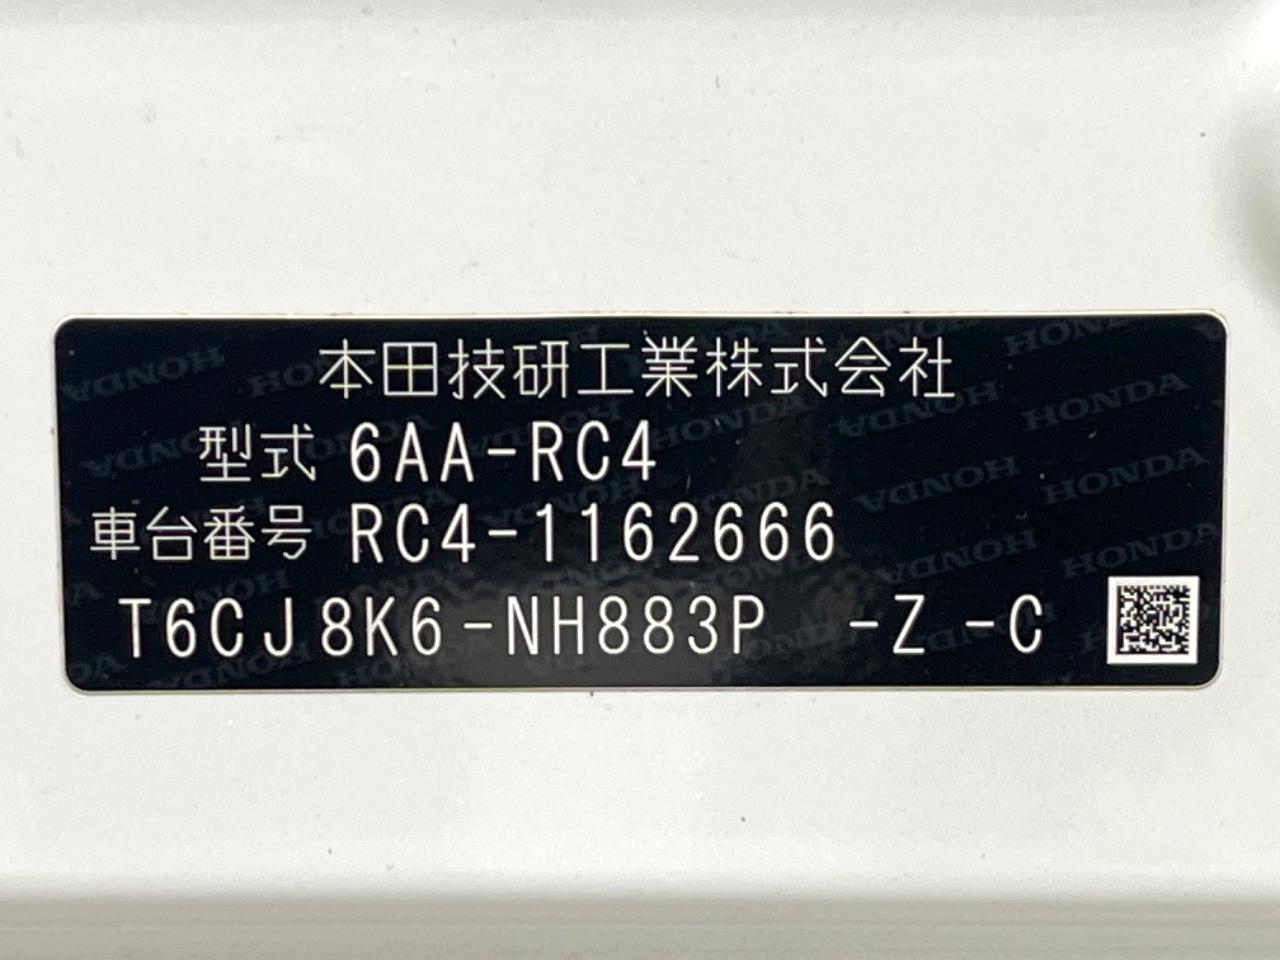 本田技研工業株式会社
型式 6AA-RC4
車台番号 RC4-1162666
T6CJ8K6-NH883P -Z-C